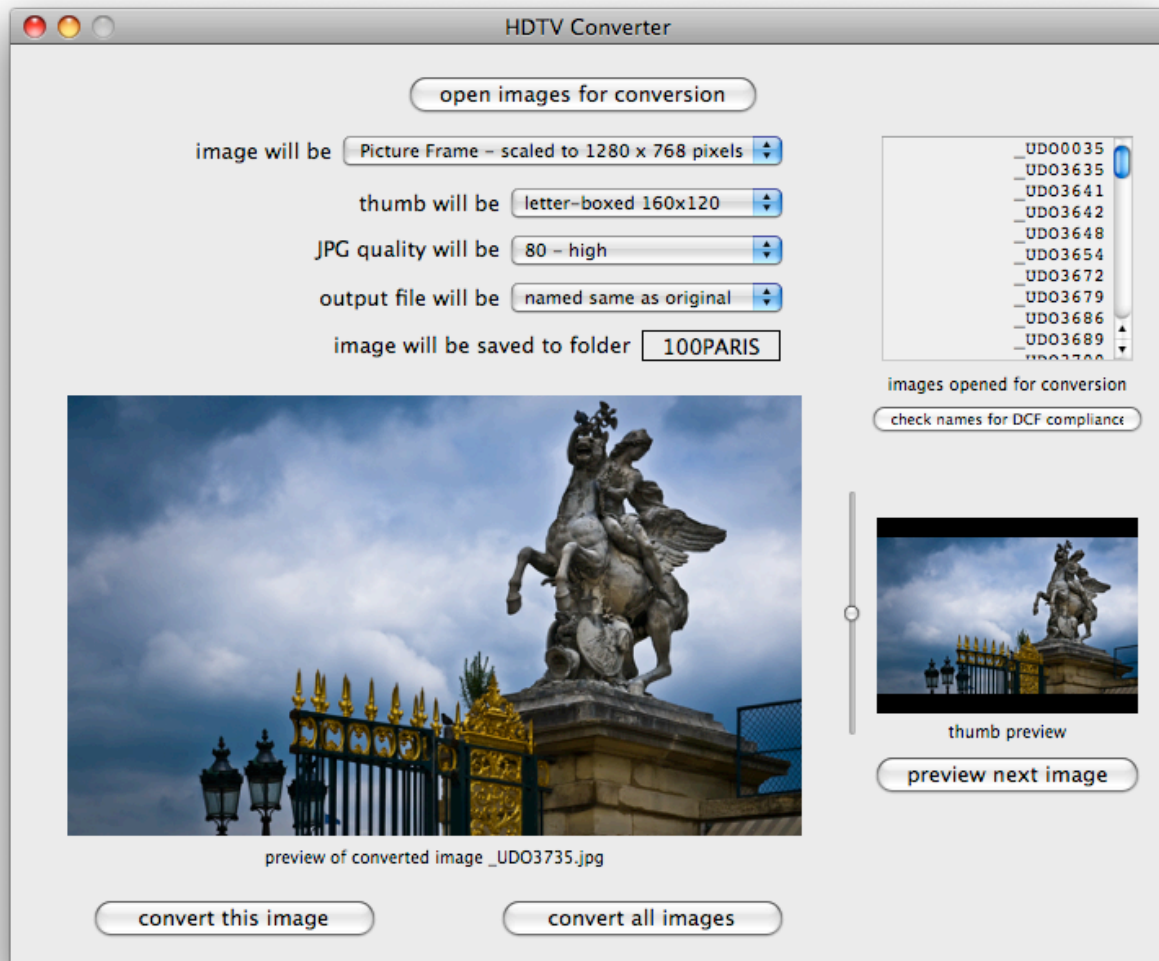 HDTV Converter
open images for conversion
image will be Picture Frame – scaled to 1280 x 768 pixels
thumb will be letter-boxed 160x120
JPG quality will be 80 – high
output file will be named same as original
image will be saved to folder 100PARIS
_UDO0035
_UDO3635
_UDO3641
_UDO3642
_UDO3648
_UDO3654
_UDO3672
_UDO3679
_UDO3686
_UDO3689
images opened for conversion
check names for DCF compliance
thumb preview
preview next image
preview of converted image _UDO3735.jpg
convert this image
convert all images